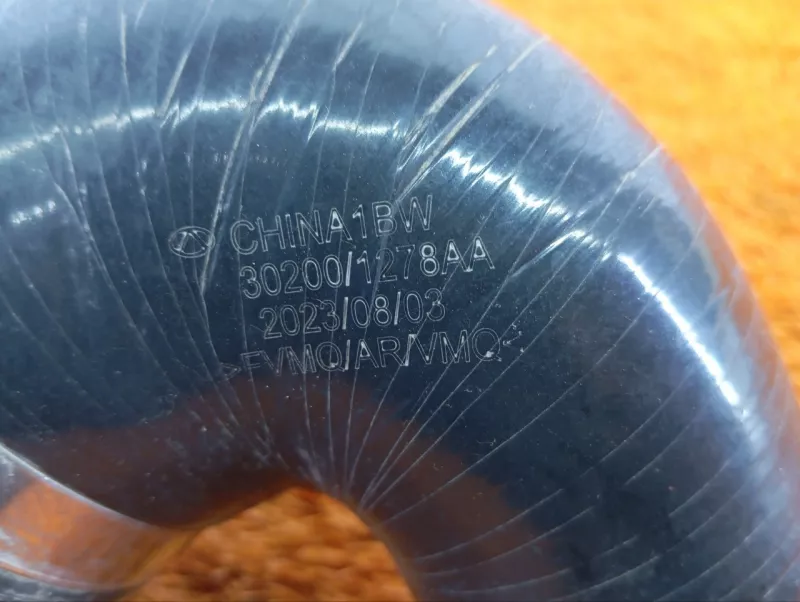 CHINA1BW
30200/1278AA
2023/08/03
>FVMQ/AR/VMQ<